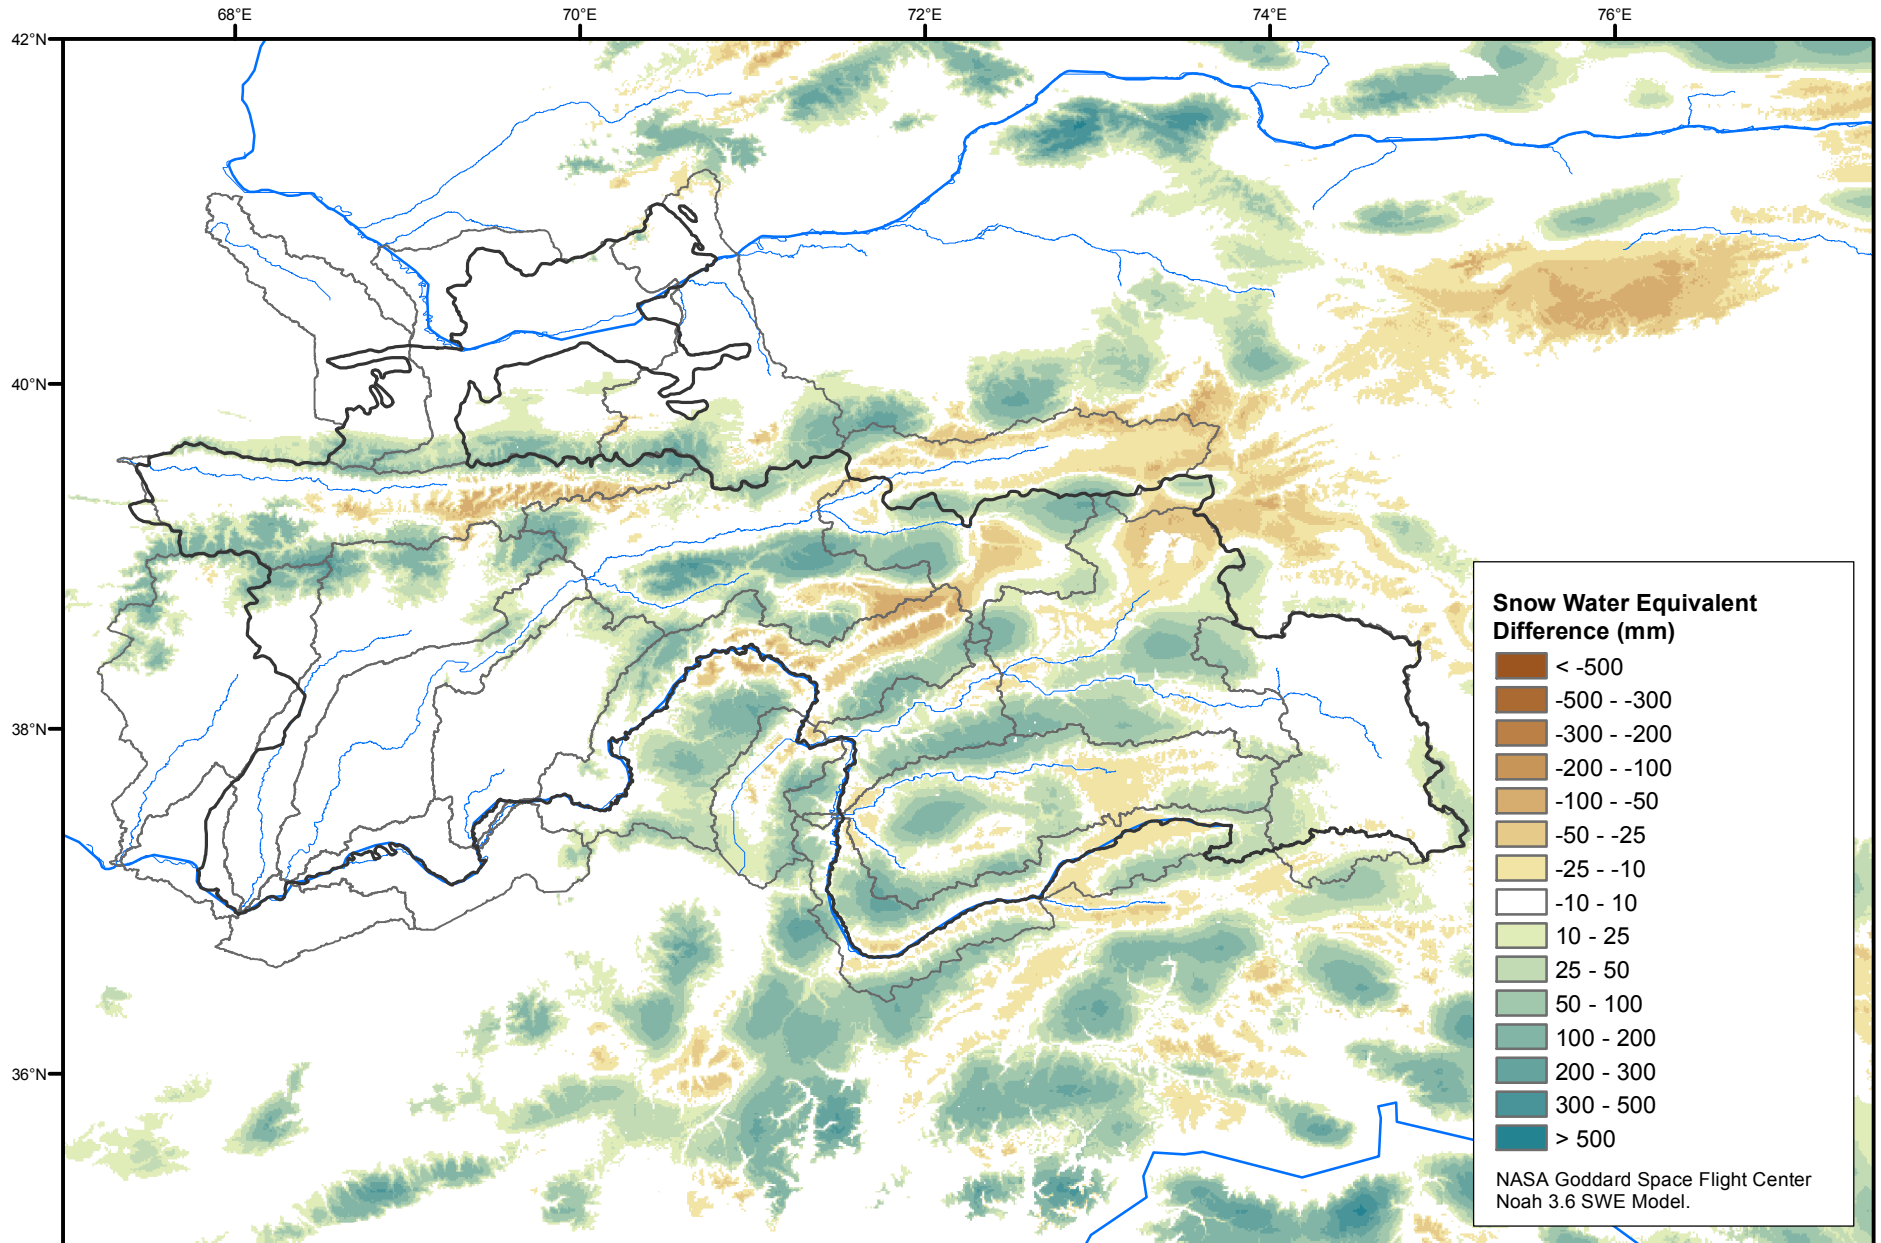 68°E 70°E 72°E 74°E 76°E
42°N
40°N
38°N
36°N
Snow Water Equivalent
Difference (mm)
< -500
-500 - -300
-300 - -200
-200 - -100
-100 - -50
-50 - -25
-25 - -10
-10 - 10
10 - 25
25 - 50
50 - 100
100 - 200
200 - 300
300 - 500
> 500
NASA Goddard Space Flight Center
Noah 3.6 SWE Model.